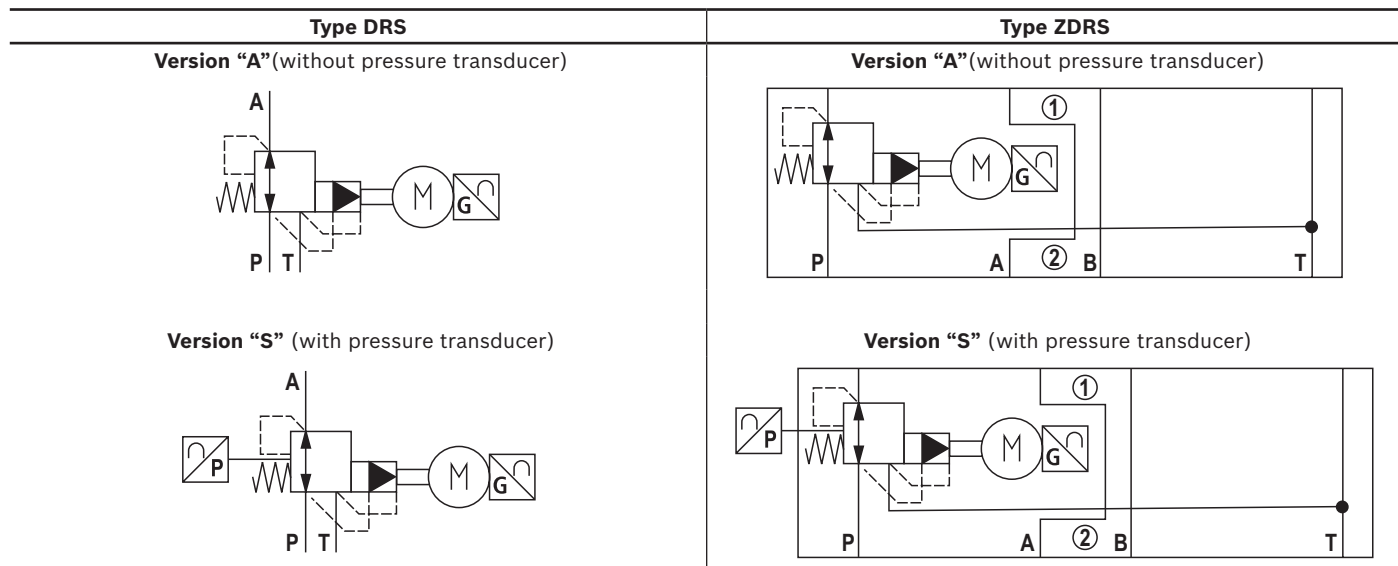 Type DRS
Type ZDRS
Version “A”(without pressure transducer)
Version “A”(without pressure transducer)
A
M
G
P T
①
M
G
P A ② B T
Version “S” (with pressure transducer)
Version “S” (with pressure transducer)
A
P
M
G
P T
①
P
M
G
P A ② B T